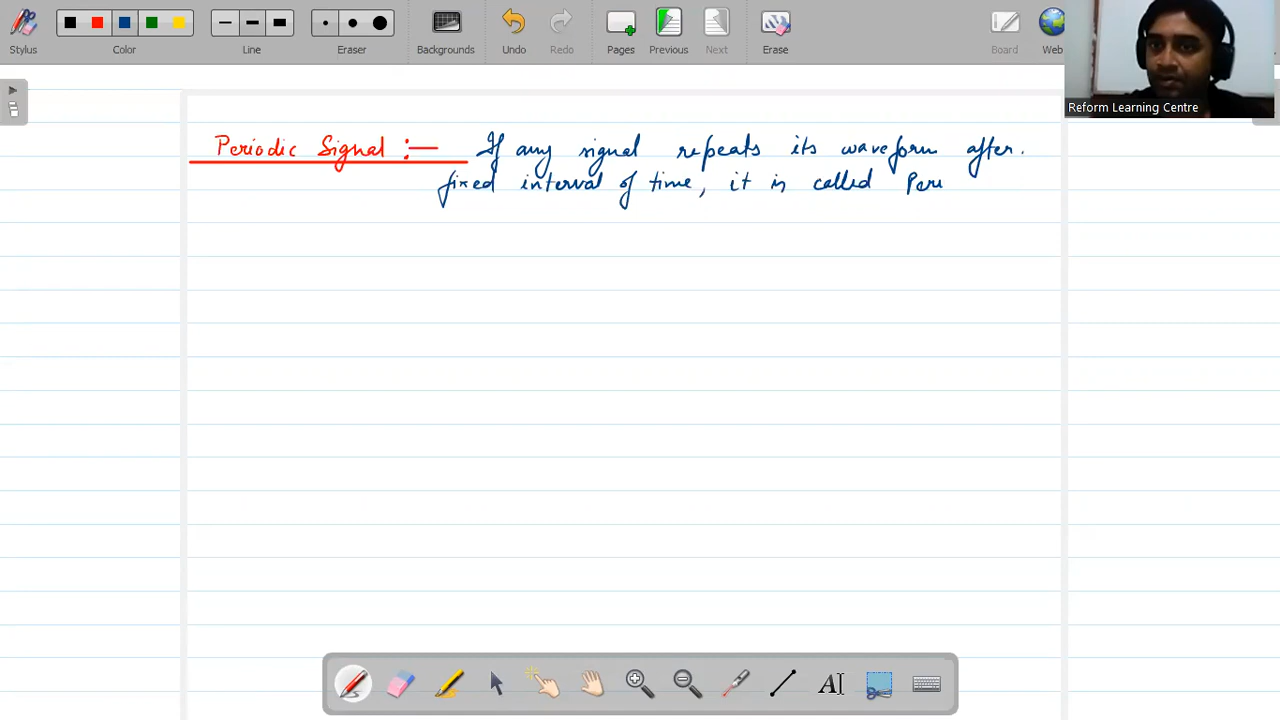 Stylus
Color
Line
Eraser
Backgrounds
Undo
Redo
Pages
Previous
Next
Erase
Board
Web
Reform Learning Centre
Periodic Signal :— If any signal repeats its waveform after.
fixed interval of time, it is called Peri
AI